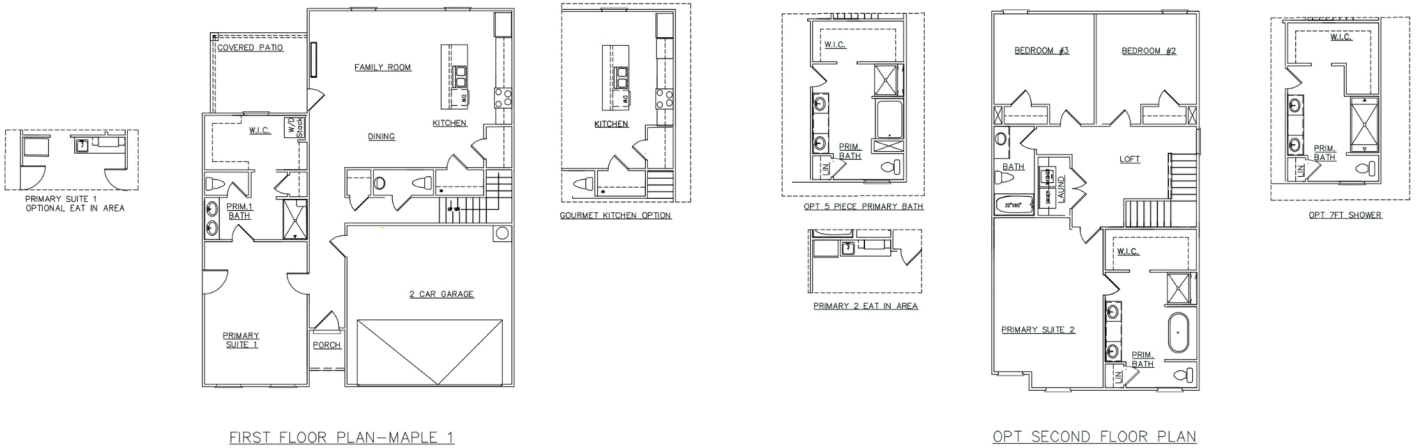 COVERED PATIO
FAMILY ROOM
W.I.C.
W/D
Stack
DINING
KITCHEN
PRIM.1
BATH
2 CAR GARAGE
PRIMARY
SUITE 1
PORCH
FIRST FLOOR PLAN-MAPLE 1
PRIMARY SUITE 1
OPTIONAL EAT IN AREA
KITCHEN
GOURMET KITCHEN OPTION
W.I.C.
PRIM.
BATH
LIN
OPT 5 PIECE PRIMARY BATH
PRIMARY 2 EAT IN AREA
BEDROOM #3
BEDROOM #2
BATH
LAUND
LOFT
W.I.C.
PRIMARY SUITE 2
PRIM.
BATH
LIN
OPT SECOND FLOOR PLAN
W.I.C.
PRIM.
BATH
LIN
OPT 7FT SHOWER